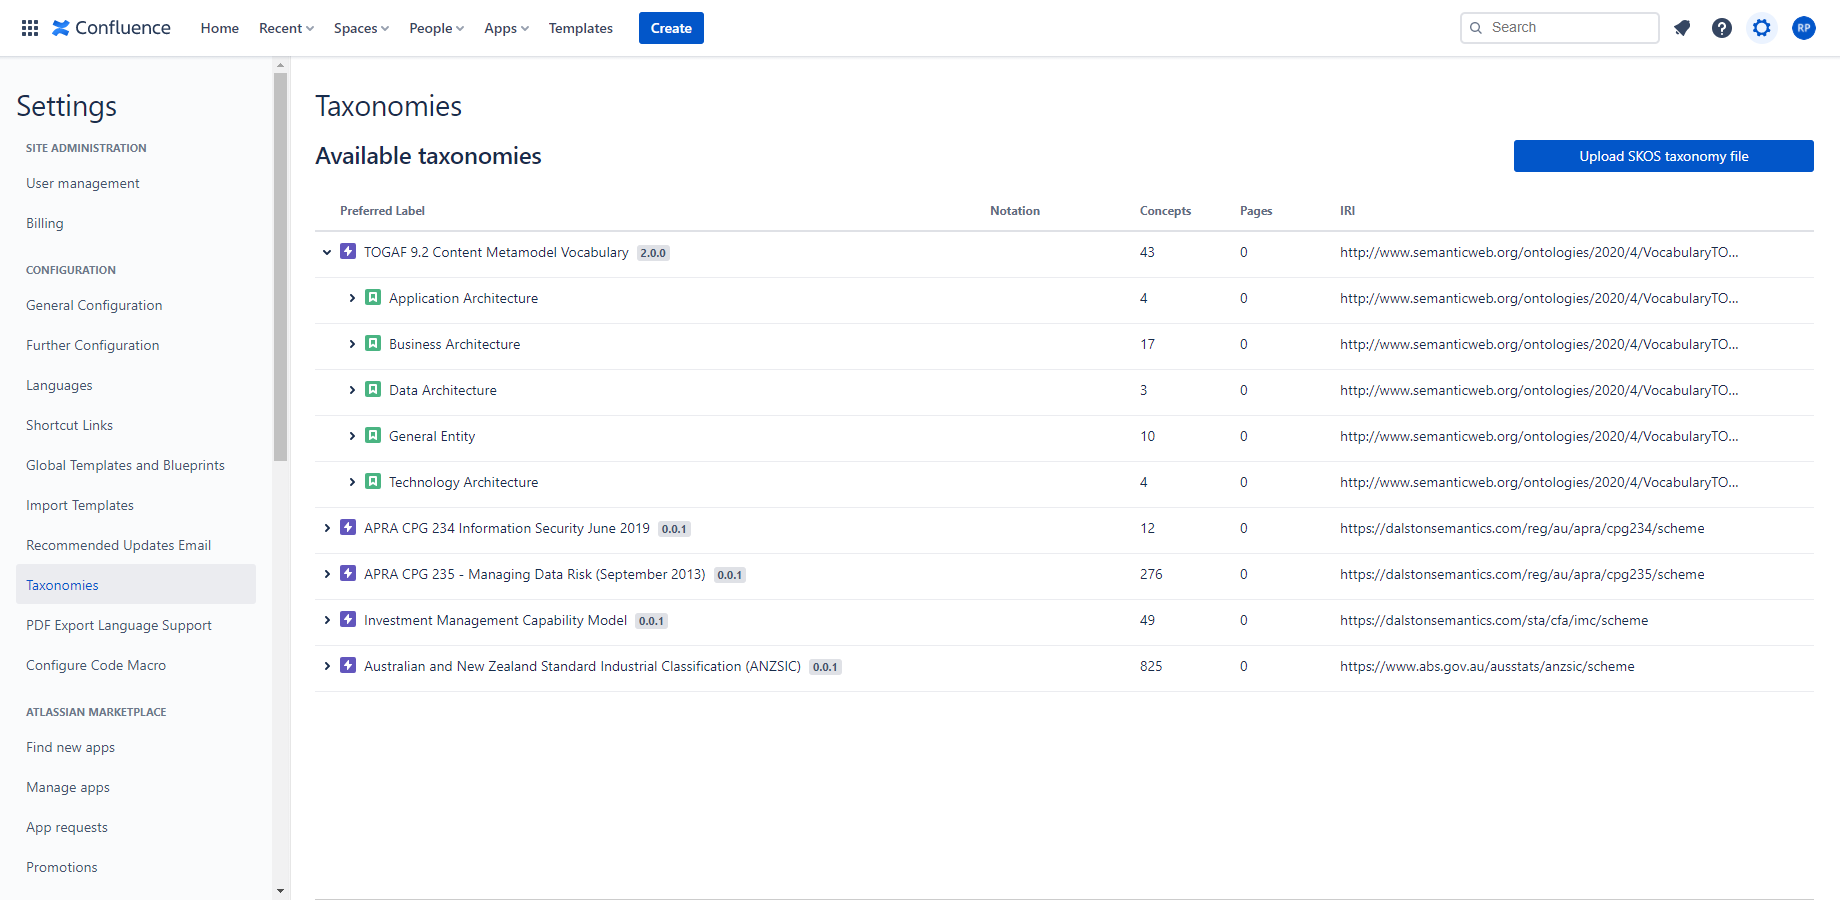 Confluence Home Recent Spaces People Apps Templates Create Search RP
Settings
SITE ADMINISTRATION
User management
Billing
CONFIGURATION
General Configuration
Further Configuration
Languages
Shortcut Links
Global Templates and Blueprints
Import Templates
Recommended Updates Email
Taxonomies
PDF Export Language Support
Configure Code Macro
ATLASSIAN MARKETPLACE
Find new apps
Manage apps
App requests
Promotions
Taxonomies
Available taxonomies Upload SKOS taxonomy file
Preferred Label Notation Concepts Pages IRI
TOGAF 9.2 Content Metamodel Vocabulary 2.0.0 43 0 http://www.semanticweb.org/ontologies/2020/4/VocabularyTO...
Application Architecture 4 0 http://www.semanticweb.org/ontologies/2020/4/VocabularyTO...
Business Architecture 17 0 http://www.semanticweb.org/ontologies/2020/4/VocabularyTO...
Data Architecture 3 0 http://www.semanticweb.org/ontologies/2020/4/VocabularyTO...
General Entity 10 0 http://www.semanticweb.org/ontologies/2020/4/VocabularyTO...
Technology Architecture 4 0 http://www.semanticweb.org/ontologies/2020/4/VocabularyTO...
APRA CPG 234 Information Security June 2019 0.0.1 12 0 https://dalstonsemantics.com/reg/au/apra/cpg234/scheme
APRA CPG 235 - Managing Data Risk (September 2013) 0.0.1 276 0 https://dalstonsemantics.com/reg/au/apra/cpg235/scheme
Investment Management Capability Model 0.0.1 49 0 https://dalstonsemantics.com/sta/cfa/imc/scheme
Australian and New Zealand Standard Industrial Classification (ANZSIC) 0.0.1 825 0 https://www.abs.gov.au/ausstats/anzsic/scheme